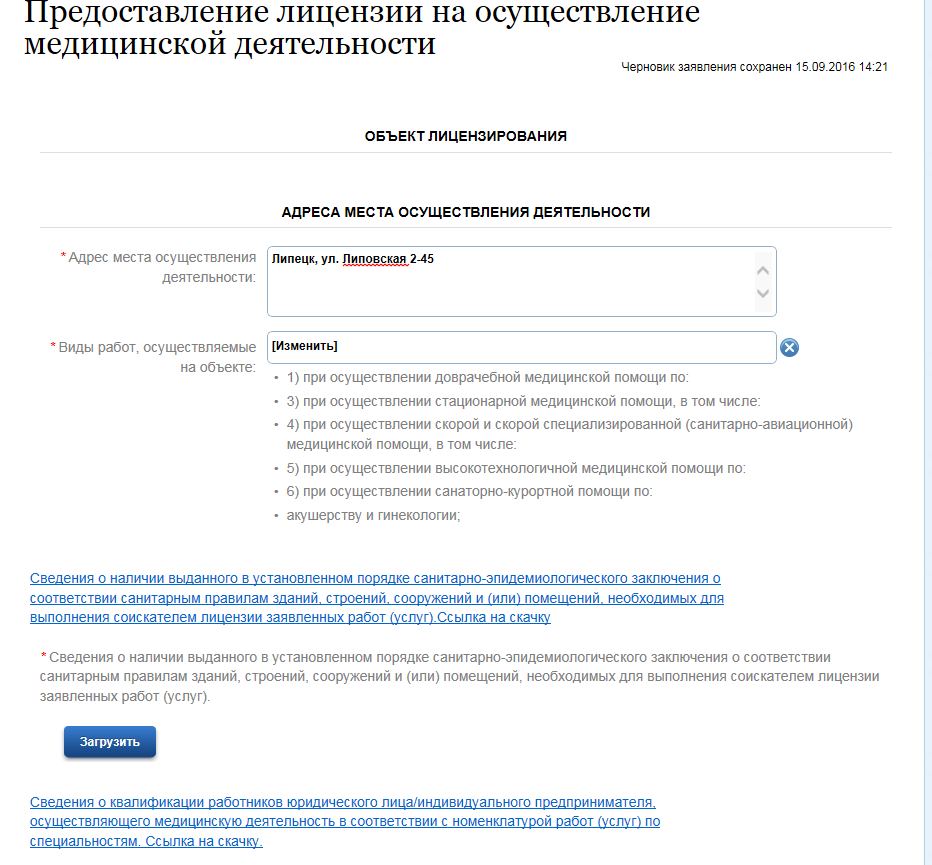 Предоставление лицензии на осуществление
медицинской деятельности
Черновик заявления сохранен 15.09.2016 14:21
ОБЪЕКТ ЛИЦЕНЗИРОВАНИЯ
АДРЕСА МЕСТА ОСУЩЕСТВЛЕНИЯ ДЕЯТЕЛЬНОСТИ
* Адрес места осуществления
деятельности:
Липецк, ул. Липовская 2-45
* Виды работ, осуществляемые
на объекте:
[Изменить]
• 1) при осуществлении доврачебной медицинской помощи по:
• 3) при осуществлении стационарной медицинской помощи, в том числе:
• 4) при осуществлении скорой и скорой специализированной (санитарно-авиационной)
медицинской помощи, в том числе:
• 5) при осуществлении высокотехнологичной медицинской помощи по:
• 6) при осуществлении санаторно-курортной помощи по:
• акушерству и гинекологии;
Сведения о наличии выданного в установленном порядке санитарно-эпидемиологического заключения о
соответствии санитарным правилам зданий, строений, сооружений и (или) помещений, необходимых для
выполнения соискателем лицензии заявленных работ (услуг).Ссылка на скачку
* Сведения о наличии выданного в установленном порядке санитарно-эпидемиологического заключения о соответствии
санитарным правилам зданий, строений, сооружений и (или) помещений, необходимых для выполнения соискателем лицензии
заявленных работ (услуг).
Загрузить
Сведения о квалификации работников юридического лица/индивидуального предпринимателя,
осуществляющего медицинскую деятельность в соответствии с номенклатурой работ (услуг) по
специальностям. Ссылка на скачку.